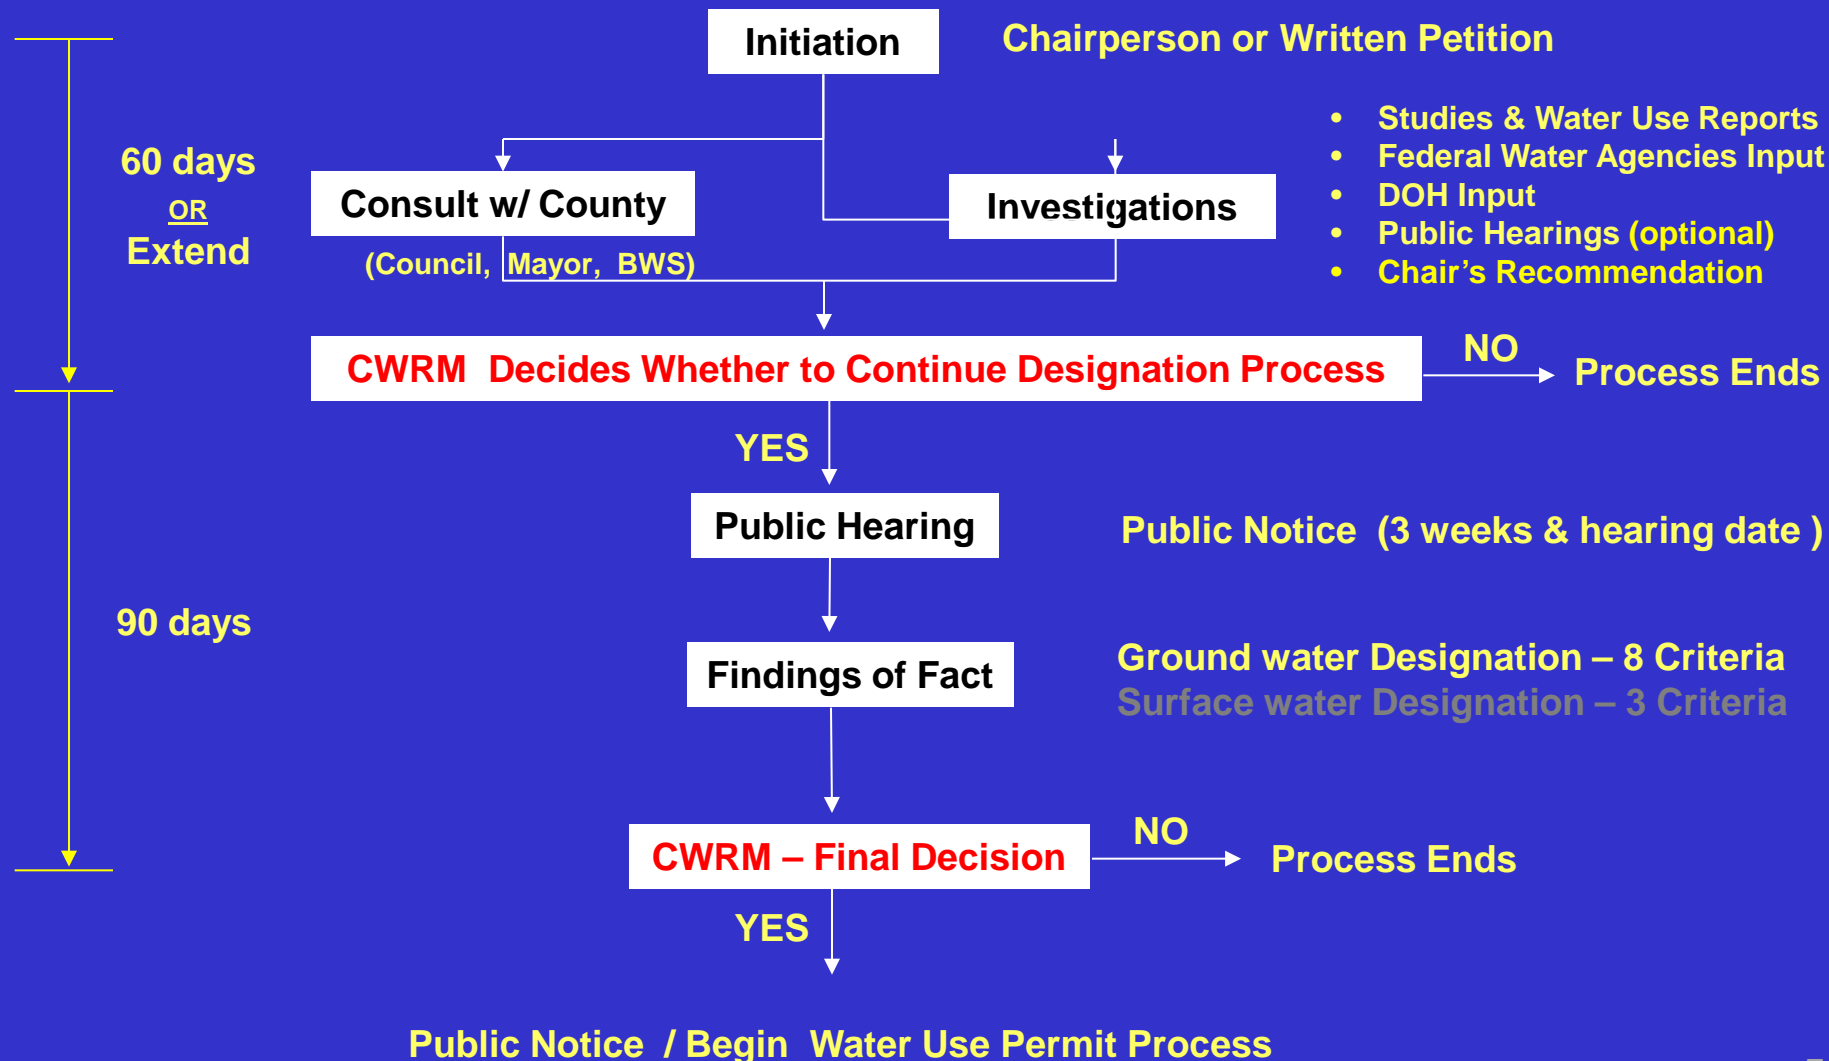 Initiation
Chairperson or Written Petition
60 days
OR
Extend
Consult w/ County
(Council, Mayor, BWS)
Investigations
• Studies & Water Use Reports
• Federal Water Agencies Input
• DOH Input
• Public Hearings (optional)
• Chair's Recommendation
CWRM Decides Whether to Continue Designation Process
NO
Process Ends
YES
90 days
Public Hearing
Public Notice (3 weeks & hearing date )
Findings of Fact
Ground water Designation – 8 Criteria
Surface water Designation – 3 Criteria
CWRM – Final Decision
NO
Process Ends
YES
Public Notice / Begin Water Use Permit Process